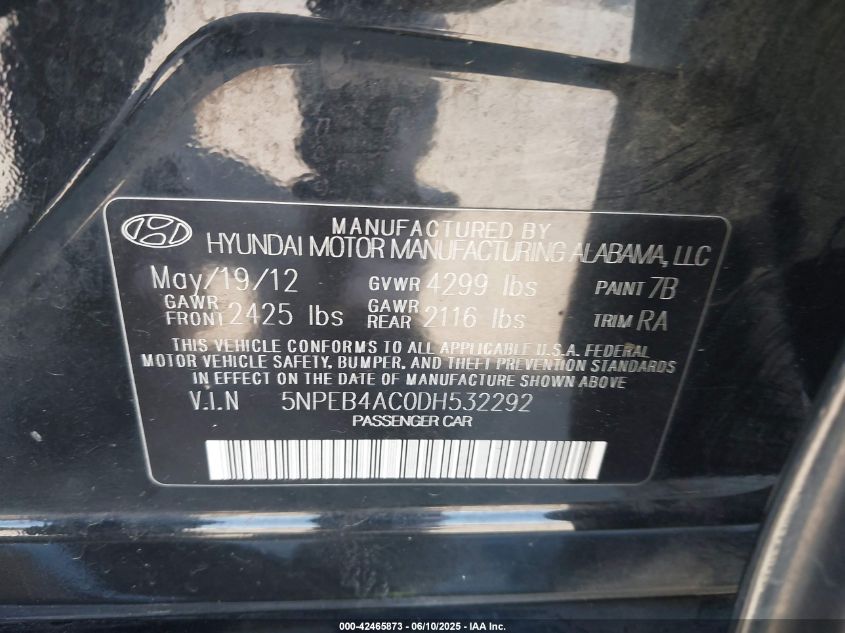 MANUFACTURED BY
HYUNDAI MOTOR MANUFACTURING ALABAMA, LLC
May/19/12 GVWR 4299 lbs PAINT 7B
GAWR FRONT 2425 lbs GAWR REAR 2116 lbs TRIM RA
THIS VEHICLE CONFORMS TO ALL APPLICABLE U.S.A. FEDERAL
MOTOR VEHICLE SAFETY, BUMPER, AND THEFT PREVENTION STANDARDS
IN EFFECT ON THE DATE OF MANUFACTURE SHOWN ABOVE
V.I.N 5NPEB4AC0DH532292
PASSENGER CAR
000-42465873 - 06/10/2025 - IAA Inc.